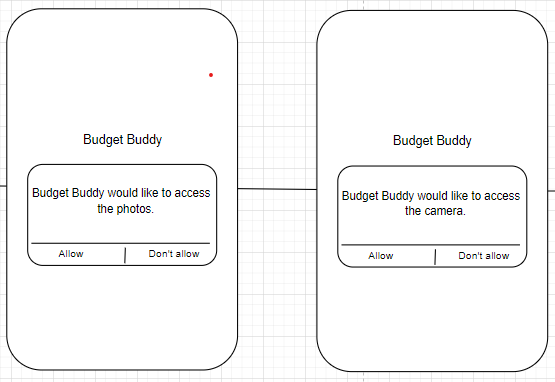 Budget Buddy
Budget Buddy would like to access
the photos.
Allow
Don't allow
Budget Buddy
Budget Buddy would like to access
the camera.
Allow
Don't allow